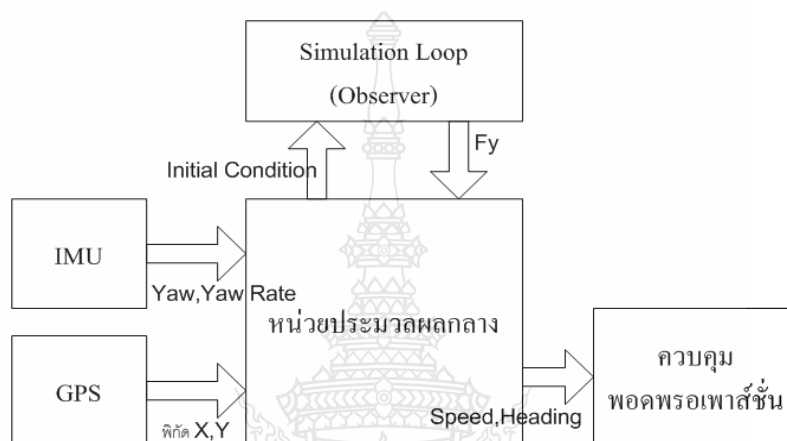 Simulation Loop
(Observer)
Initial Condition
Fy
IMU
Yaw,Yaw Rate
หน่วยประมวลผลกลาง
GPS
พิกัด X,Y
Speed,Heading
ควบคุม
พอดพรอเพาส์ชั่น